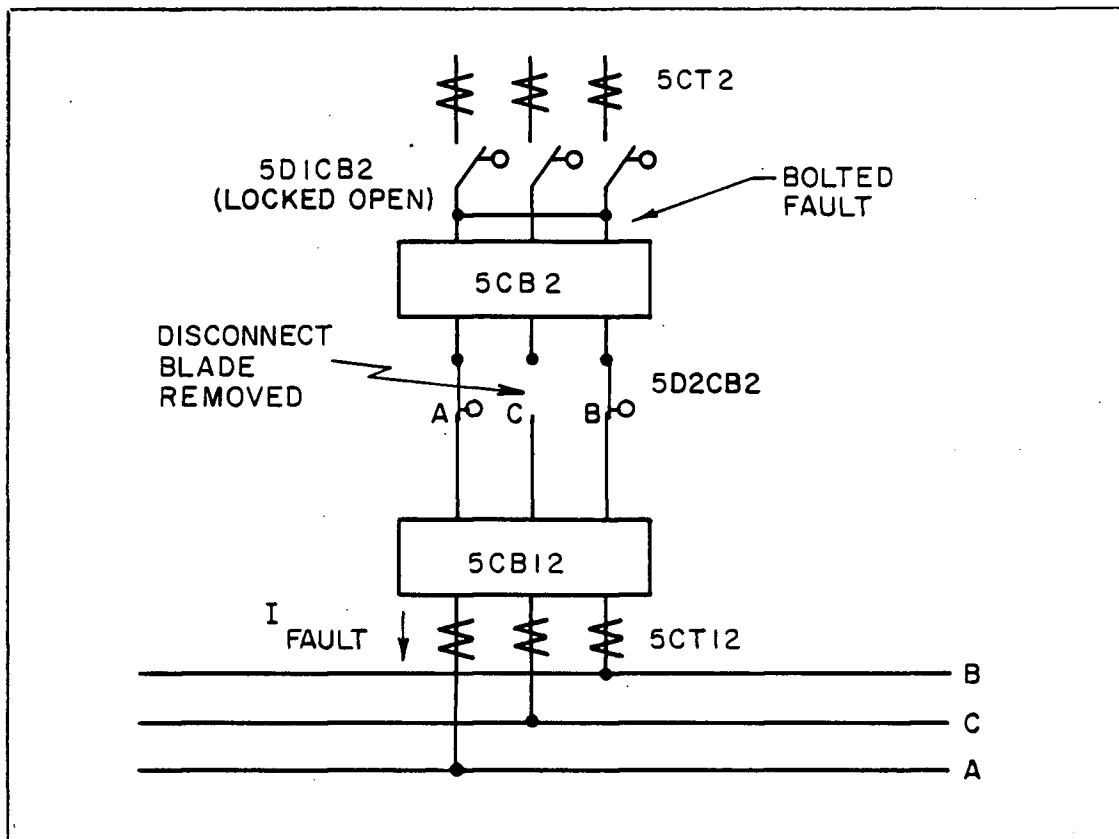 5CT2
5D1CB2
(LOCKED OPEN)
BOLTED
FAULT
5CB2
DISCONNECT
BLADE
REMOVED
5D2CB2
A
C
B
5CB12
I
FAULT
5CT12
B
C
A